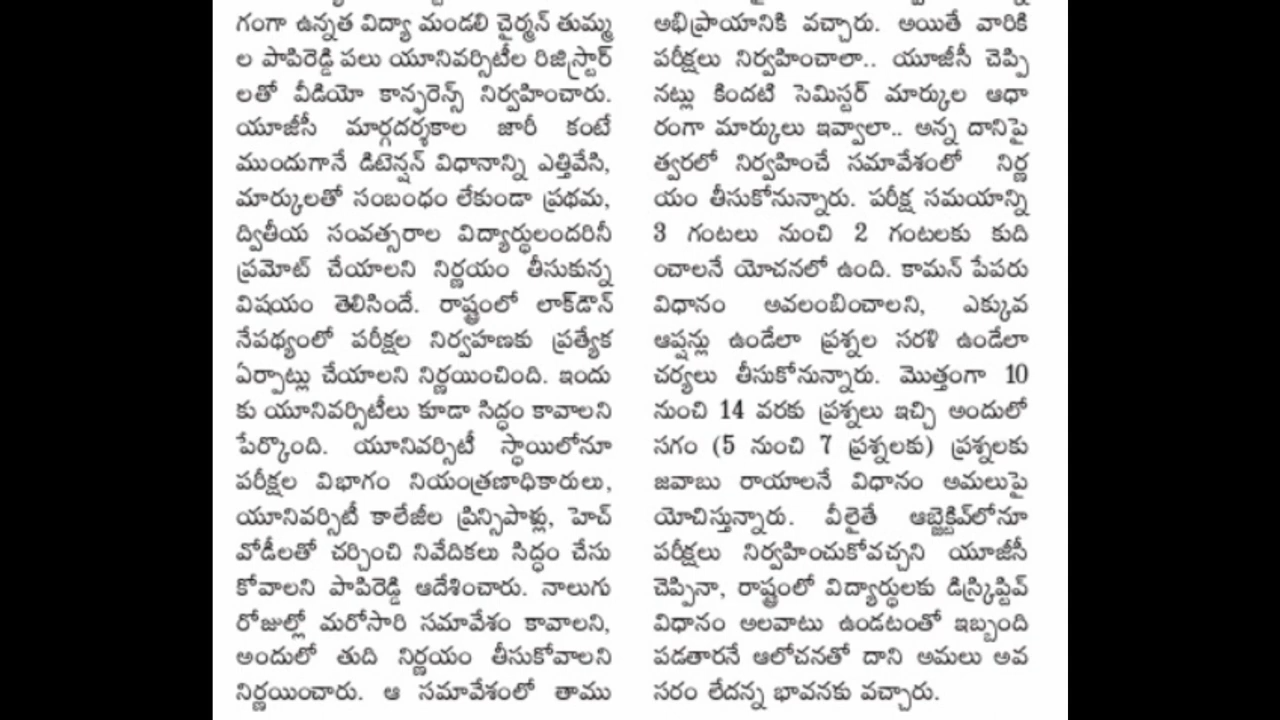 గంగా ఉన్నత విద్యా మండలి చైర్మన్ తుమ్మ
ల పాపిరెడ్డి పలు యూనివర్సిటీల రిజిస్ట్రార్
లతో వీడియో కాన్ఫరెన్స్ నిర్వహించారు.
యూజీసీ మార్గదర్శకాల జారీ కంటే
ముందుగానే డిటెన్షన్ విధానాన్ని ఎత్తివేసి,
మార్కులతో సంబంధం లేకుండా ప్రథమ,
ద్వితీయ సంవత్సరాల విద్యార్థులందరినీ
ప్రమోట్ చేయాలని నిర్ణయం తీసుకున్న
విషయం తెలిసిందే. రాష్ట్రంలో లాక్‌డౌన్
నేపథ్యంలో పరీక్షల నిర్వహణకు ప్రత్యేక
ఏర్పాట్లు చేయాలని నిర్ణయించింది. ఇందు
కు యూనివర్సిటీలు కూడా సిద్ధం కావాలని
పేర్కొంది. యూనివర్సిటీ స్థాయిలోనూ
పరీక్షల విభాగం నియంత్రణాధికారులు,
యూనివర్సిటీ కాలేజీల ప్రిన్సిపాళ్లు, హెచ్
వోడీలతో చర్చించి నివేదికలు సిద్ధం చేసు
కోవాలని పాపిరెడ్డి ఆదేశించారు. నాలుగు
రోజుల్లో మరోసారి సమావేశం కావాలని,
అందులో తుది నిర్ణయం తీసుకోవాలని
నిర్ణయించారు. ఆ సమావేశంలో తాము
అభిప్రాయానికి వచ్చారు. అయితే వారికి
పరీక్షలు నిర్వహించాలా.. యూజీసీ చెప్పి
నట్లు కిందటి సెమిస్టర్ మార్కుల ఆధా
రంగా మార్కులు ఇవ్వాలా.. అన్న దానిపై
త్వరలో నిర్వహించే సమావేశంలో నిర్ణ
యం తీసుకోనున్నారు. పరీక్ష సమయాన్ని
3 గంటలు నుంచి 2 గంటలకు కుది
ంచాలనే యోచనలో ఉంది. కామన్ పేపరు
విధానం అవలంబించాలని, ఎక్కువ
ఆప్షన్లు ఉండేలా ప్రశ్నల సరళి ఉండేలా
చర్యలు తీసుకోనున్నారు. మొత్తంగా 10
నుంచి 14 వరకు ప్రశ్నలు ఇచ్చి అందులో
సగం (5 నుంచి 7 ప్రశ్నలకు) ప్రశ్నలకు
జవాబు రాయాలనే విధానం అమలుపై
యోచిస్తున్నారు. వీలైతే ఆబ్జెక్టివ్‌లోనూ
పరీక్షలు నిర్వహించుకోవచ్చని యూజీసీ
చెప్పినా, రాష్ట్రంలో విద్యార్థులకు డిస్క్రిప్టివ్
విధానం అలవాటు ఉండటంతో ఇబ్బంది
పడతారనే ఆలోచనతో దాని అమలు అవ
సరం లేదన్న భావనకు వచ్చారు.